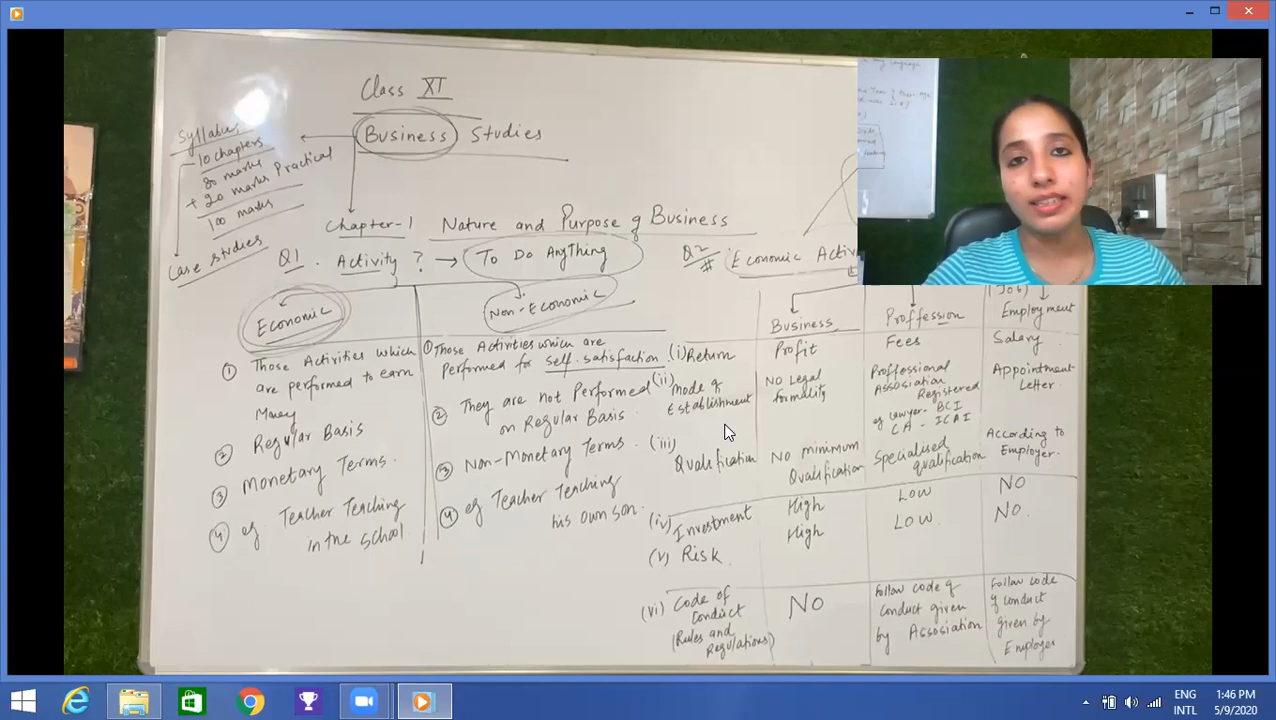 Class XI
Business Studies
Syllabus
10 chapters
80 marks
+ 20 marks Practical
100 marks
Case studies
Chapter-1 Nature and Purpose of Business
Q1. Activity ? → To Do Anything
Economic
① Those Activities which
are performed to earn
Money
② Regular Basis
③ Monetary Terms.
④ eg Teacher Teaching
in the school.
Non-Economic
① Those Activities which are
Performed for self-satisfaction.
② They are not Performed
on Regular Basis.
③ Non-Monetary Terms.
④ eg Teacher Teaching
his own son.
Q2 # Economic Activ
Business Proffession (Job) Employment
(i) Return Profit Fees Salary
(ii) Mode of
Establishment
No Legal
formality
Proffessional
Assosiation
Registered
eg lawyer- BCI
CA - ICAI
Appointment
Letter.
(iii)
Qualification
No minimum
Qualification
Specialised
qualification
According to
Employer.
(iv) Investment High Low NO
(v) Risk. High Low NO.
(vi) Code of
conduct
(Rules and
Regulations)
NO
Follow code of
conduct given
by Assosiation
Follow code
of conduct
given by
Employer
ENG
INTL
1:46 PM
5/9/2020